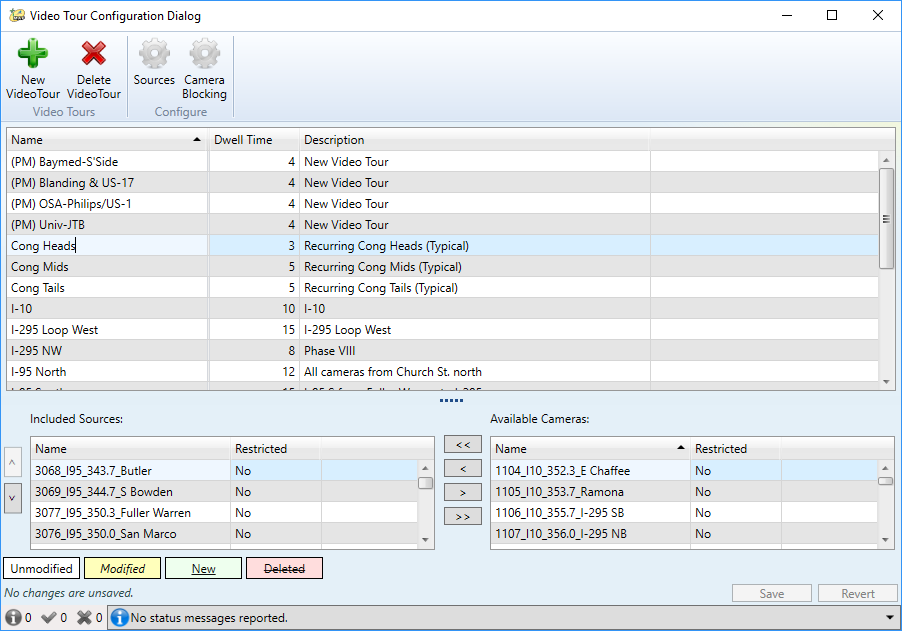 Video Tour Configuration Dialog
New VideoTour
Delete VideoTour
Sources
Camera Blocking
Video Tours
Configure
Name Dwell Time Description
(PM) Baymed-S'Side 4 New Video Tour
(PM) Blanding & US-17 4 New Video Tour
(PM) OSA-Philips/US-1 4 New Video Tour
(PM) Univ-JTB 4 New Video Tour
Cong Heads 3 Recurring Cong Heads (Typical)
Cong Mids 5 Recurring Cong Mids (Typical)
Cong Tails 5 Recurring Cong Tails (Typical)
I-10 10 I-10
I-295 Loop West 15 I-295 Loop West
I-295 NW 8 Phase VIII
I-95 North 12 All cameras from Church St. north
Included Sources:
Name Restricted
3068_I95_343.7_Butler No
3069_I95_344.7_S Bowden No
3077_I95_350.3_Fuller Warren No
3076_I95_350.0_San Marco No
<<
<
>
>>
Available Cameras:
Name Restricted
1104_I10_352.3_E Chaffee No
1105_I10_353.7_Ramona No
1106_I10_355.7_I-295 SB No
1107_I10_356.0_I-295 NB No
Unmodified Modified New Deleted
No changes are unsaved.
Save Revert
0 0 0 No status messages reported.